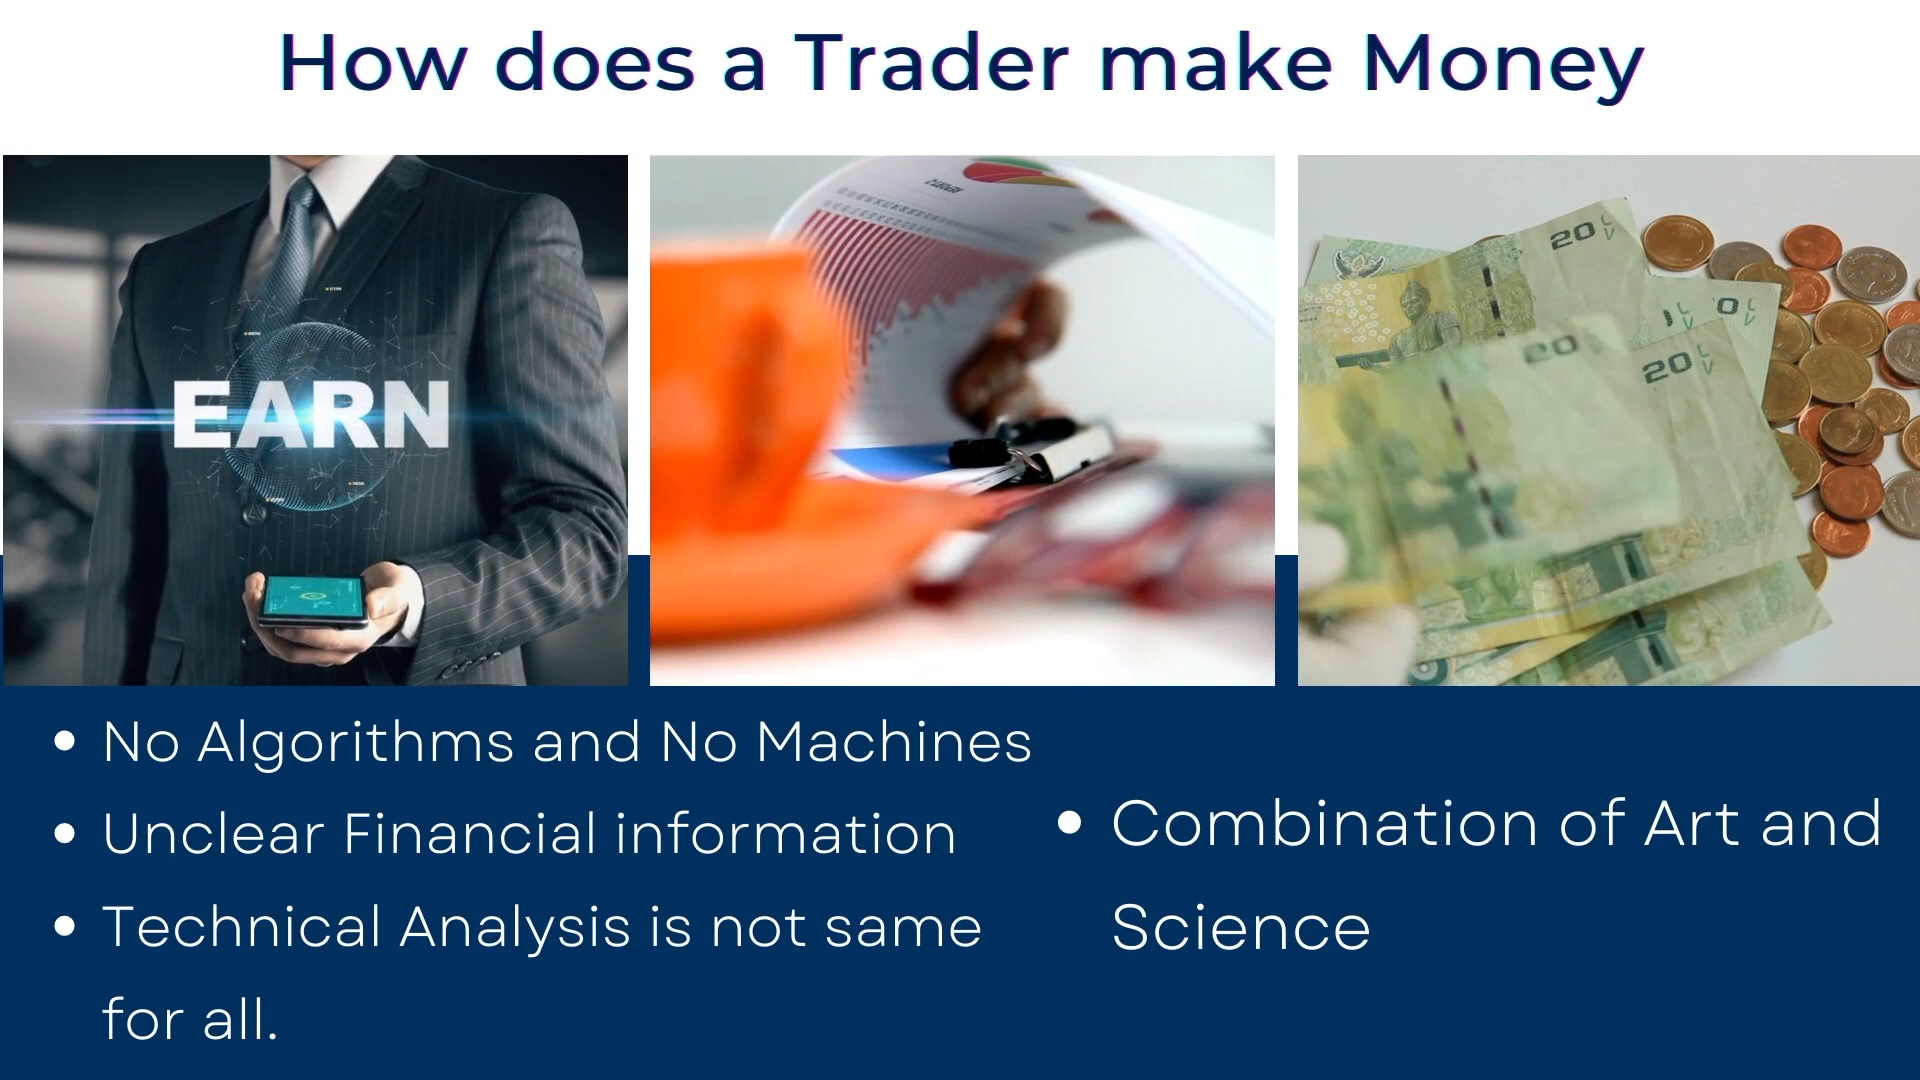 How does a Trader make Money
EARN
20
20
20
No Algorithms and No Machines
Unclear Financial information
Technical Analysis is not same
for all.
Combination of Art and
Science